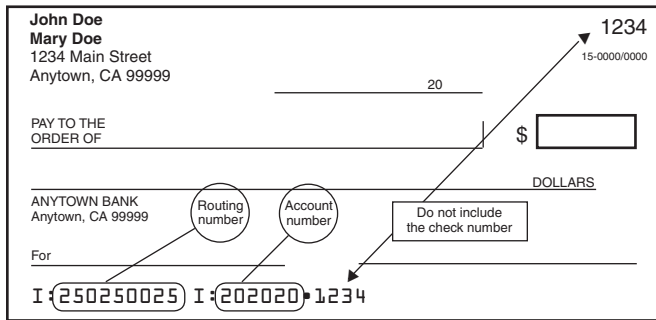 John Doe
Mary Doe
1234 Main Street
Anytown, CA 99999
1234
15-0000/0000
20
PAY TO THE
ORDER OF
$
DOLLARS
ANYTOWN BANK
Anytown, CA 99999
Routing
number
Account
number
Do not include
the check number
For
I:250250025 I:202020•1234